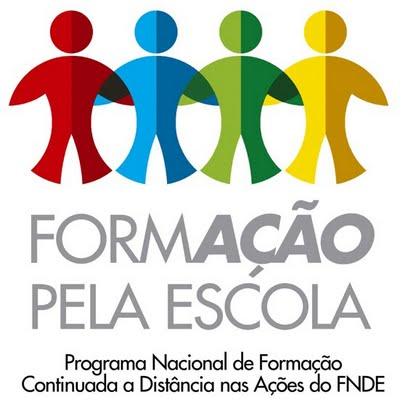 FORMAÇÃO
PELA ESCOLA
Programa Nacional de Formação
Continuada a Distância nas Ações do FNDE